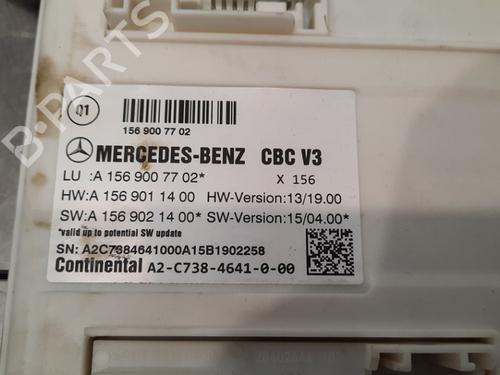 B-PARTS
Q1
156 900 77 02
MERCEDES-BENZ CBC V3
LU :A 156 900 77 02* X 156
HW:A 156 901 14 00 HW-Version:13/19.00
SW:A 156 902 14 00* SW-Version:15/04.00*
*valid up to potential SW update
SN: A2C7384641000A15B1902258
Continental A2-C738-4641-0-00